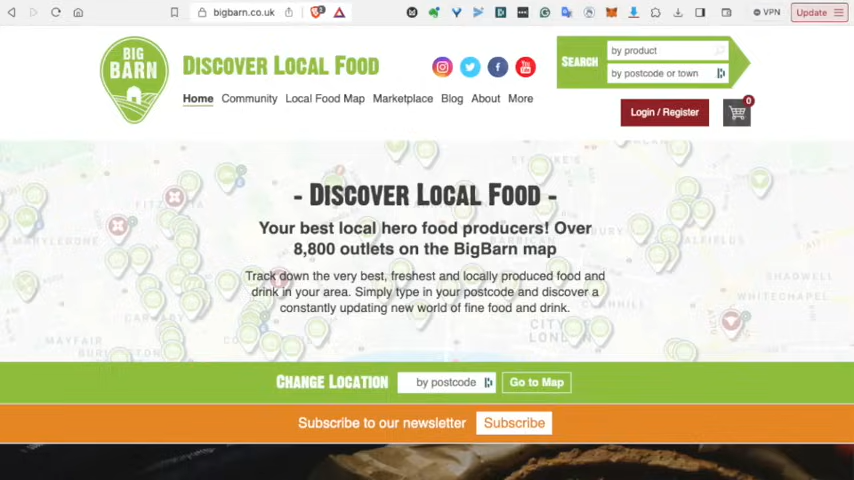 bigbarn.co.uk
VPN
Update
BIG
BARN
DISCOVER LOCAL FOOD
SEARCH
by product
by postcode or town
Home
Community
Local Food Map
Marketplace
Blog
About
More
Login / Register
0
- DISCOVER LOCAL FOOD -
Your best local hero food producers! Over
8,800 outlets on the BigBarn map
Track down the very best, freshest and locally produced food and
drink in your area. Simply type in your postcode and discover a
constantly updating new world of fine food and drink.
MARYLEBONE
SHADWELL
WHITECHAPEL
MAYFAIR
CITY
LONDON
CHANGE LOCATION
by postcode
Go to Map
Subscribe to our newsletter
Subscribe